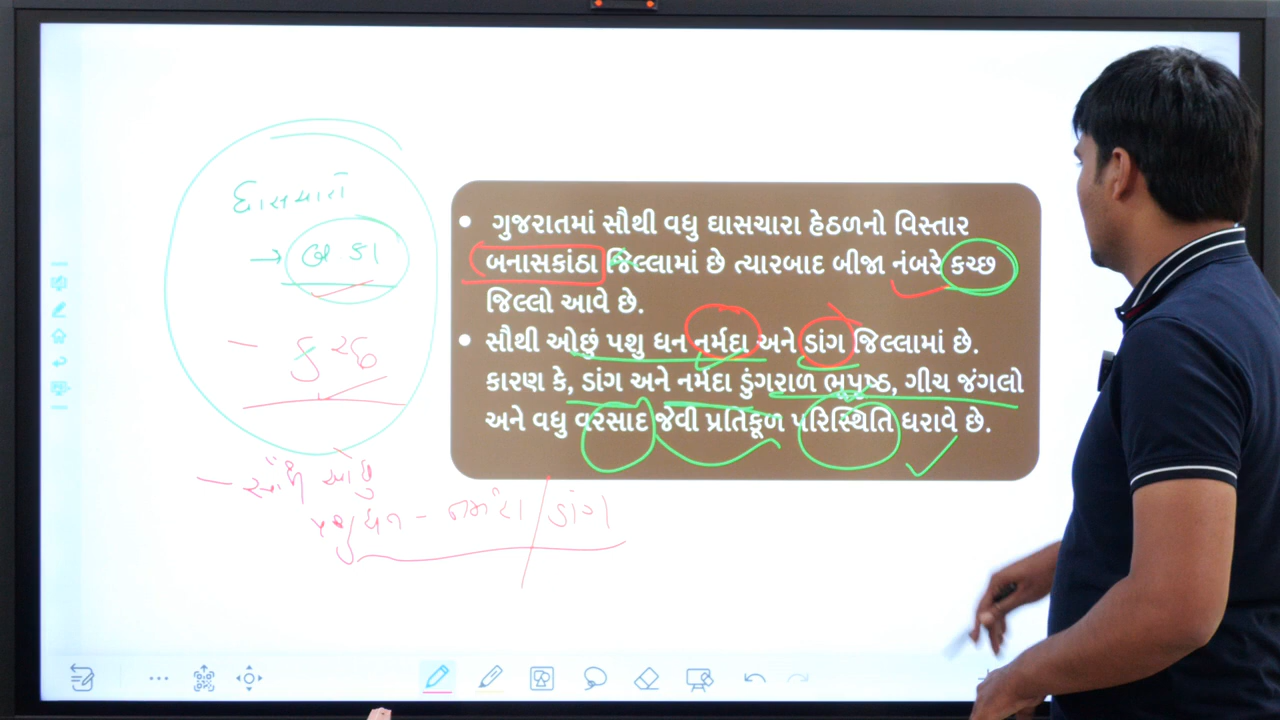 ઘાસચારો
→ બ કાં
- કચ્છ
• ગુજરાતમાં સૌથી વધુ ઘાસચારા હેઠળનો વિસ્તાર
બનાસકાંઠા જિલ્લામાં છે ત્યારબાદ બીજા નંબરે કચ્છ
જિલ્લો આવે છે.
• સૌથી ઓછું પશુ ધન નર્મદા અને ડાંગ જિલ્લામાં છે.
કારણ કે, ડાંગ અને નર્મદા ડુંગરાળ ભૂપૃષ્ઠ, ગીચ જંગલો
અને વધુ વરસાદ જેવી પ્રતિકૂળ પરિસ્થિતિ ધરાવે છે.
- સૌથી ઓછુ
પશુ ધન - નર્મદા / ડાંગ